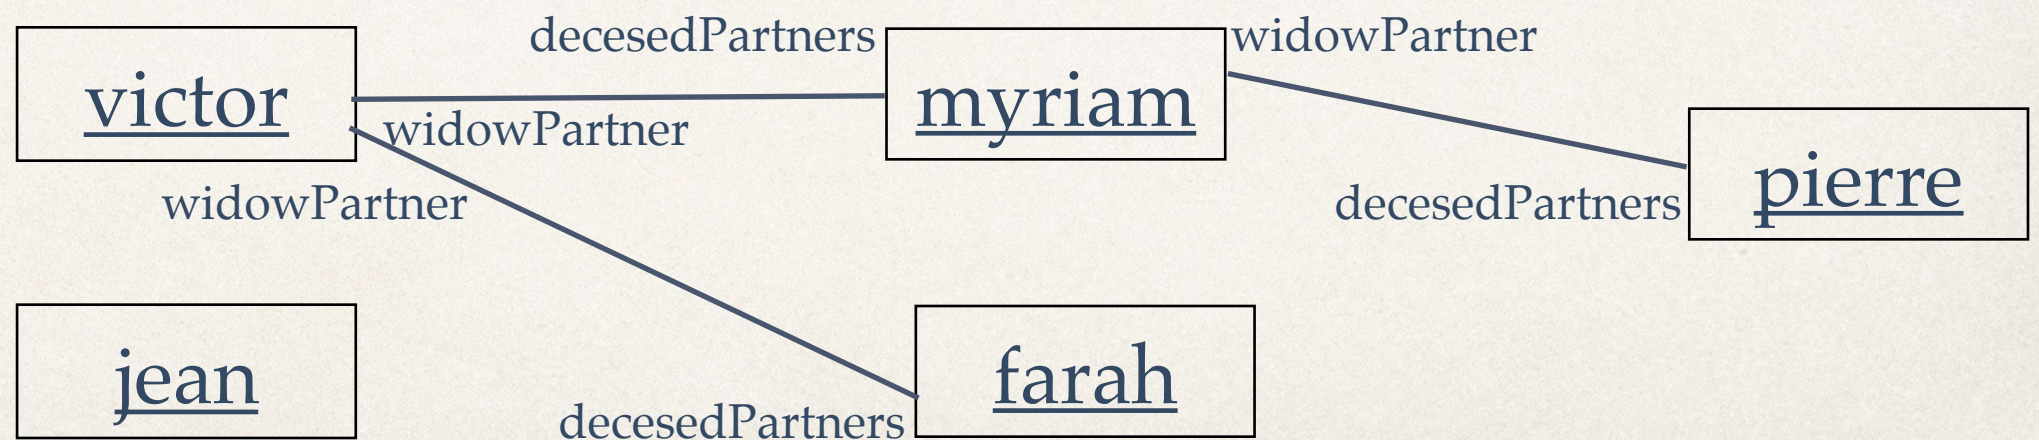 decesedPartners
widowPartner
victor
myriam
widowPartner
pierre
widowPartner
decesedPartners
jean
farah
decesedPartners